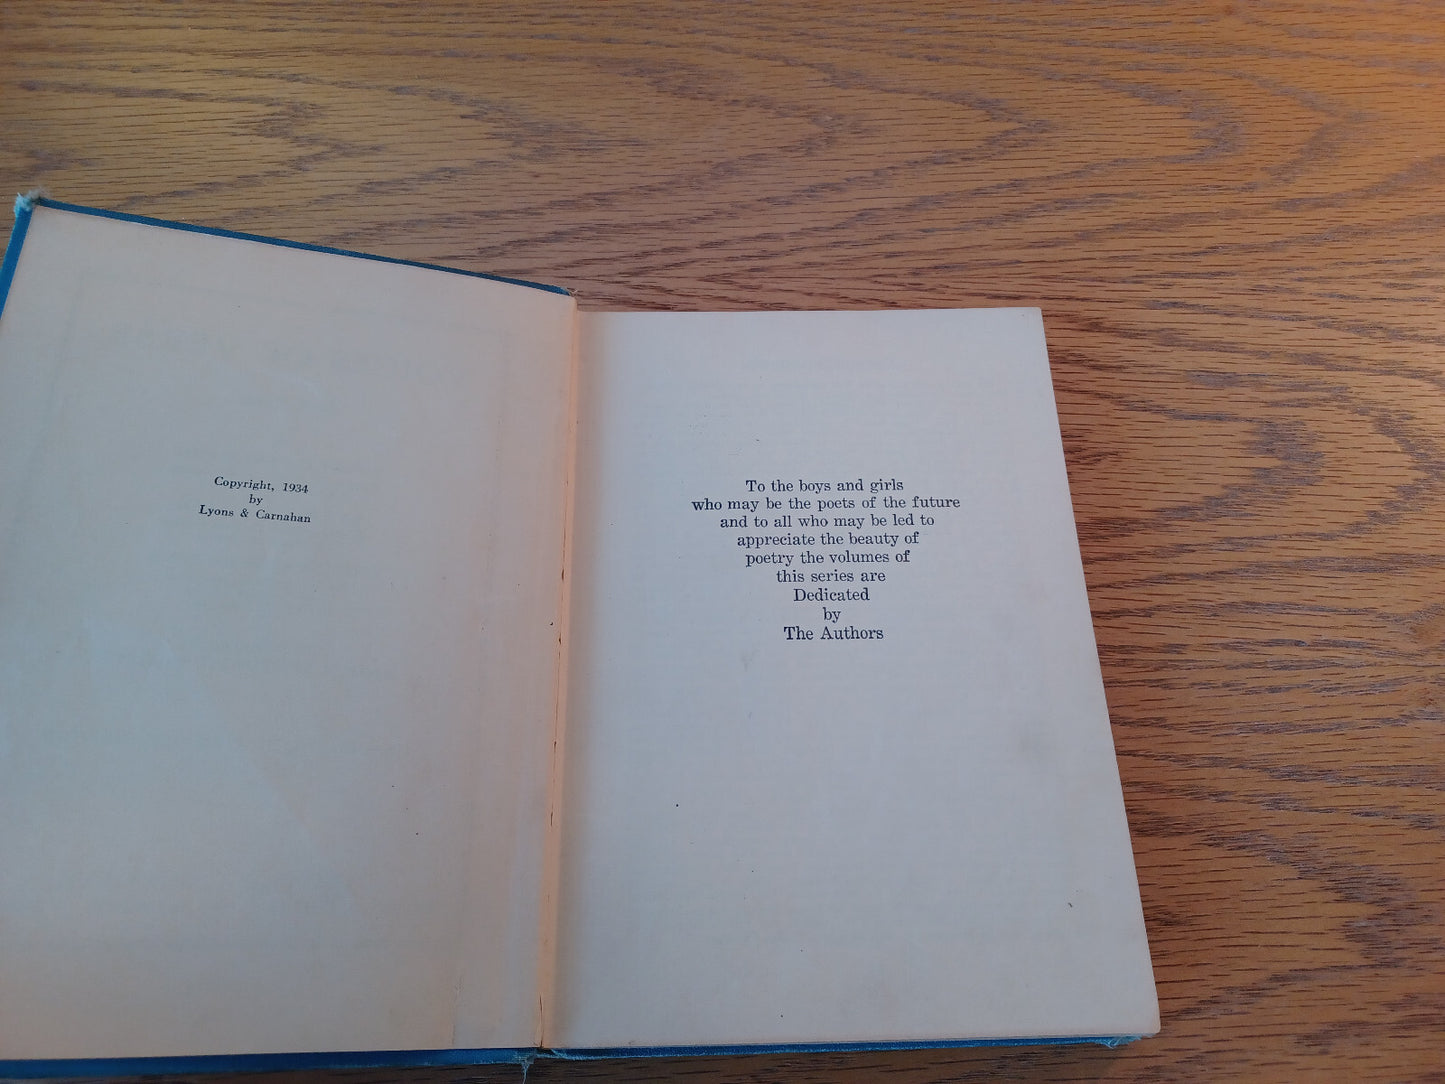 Copyright, 1934
by
Lyons & Carnahan
To the boys and girls
who may be the poets of the future
and to all who may be led to
appreciate the beauty of
poetry the volumes of
this series are
Dedicated
by
The Authors